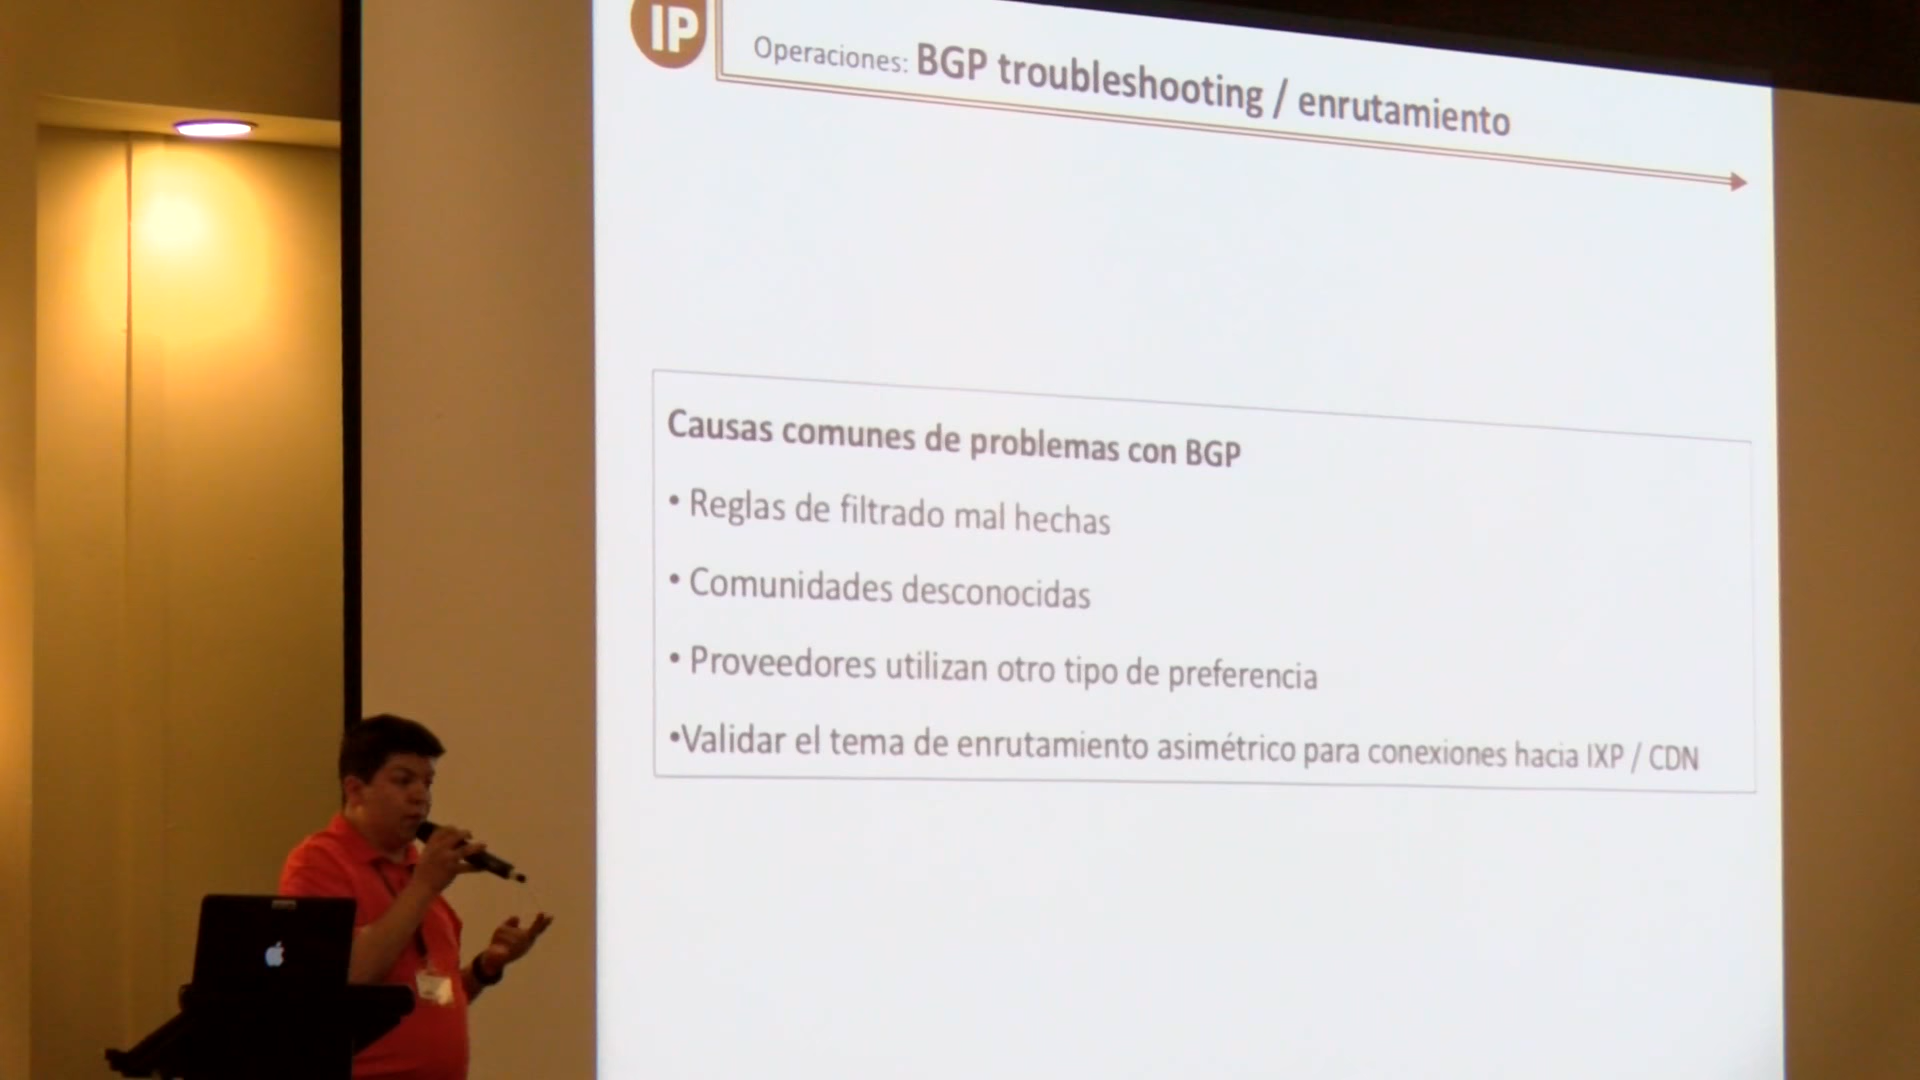 IP
Operaciones: BGP troubleshooting / enrutamiento
Causas comunes de problemas con BGP
• Reglas de filtrado mal hechas
• Comunidades desconocidas
• Proveedores utilizan otro tipo de preferencia
•Validar el tema de enrutamiento asimétrico para conexiones hacia IXP / CDN